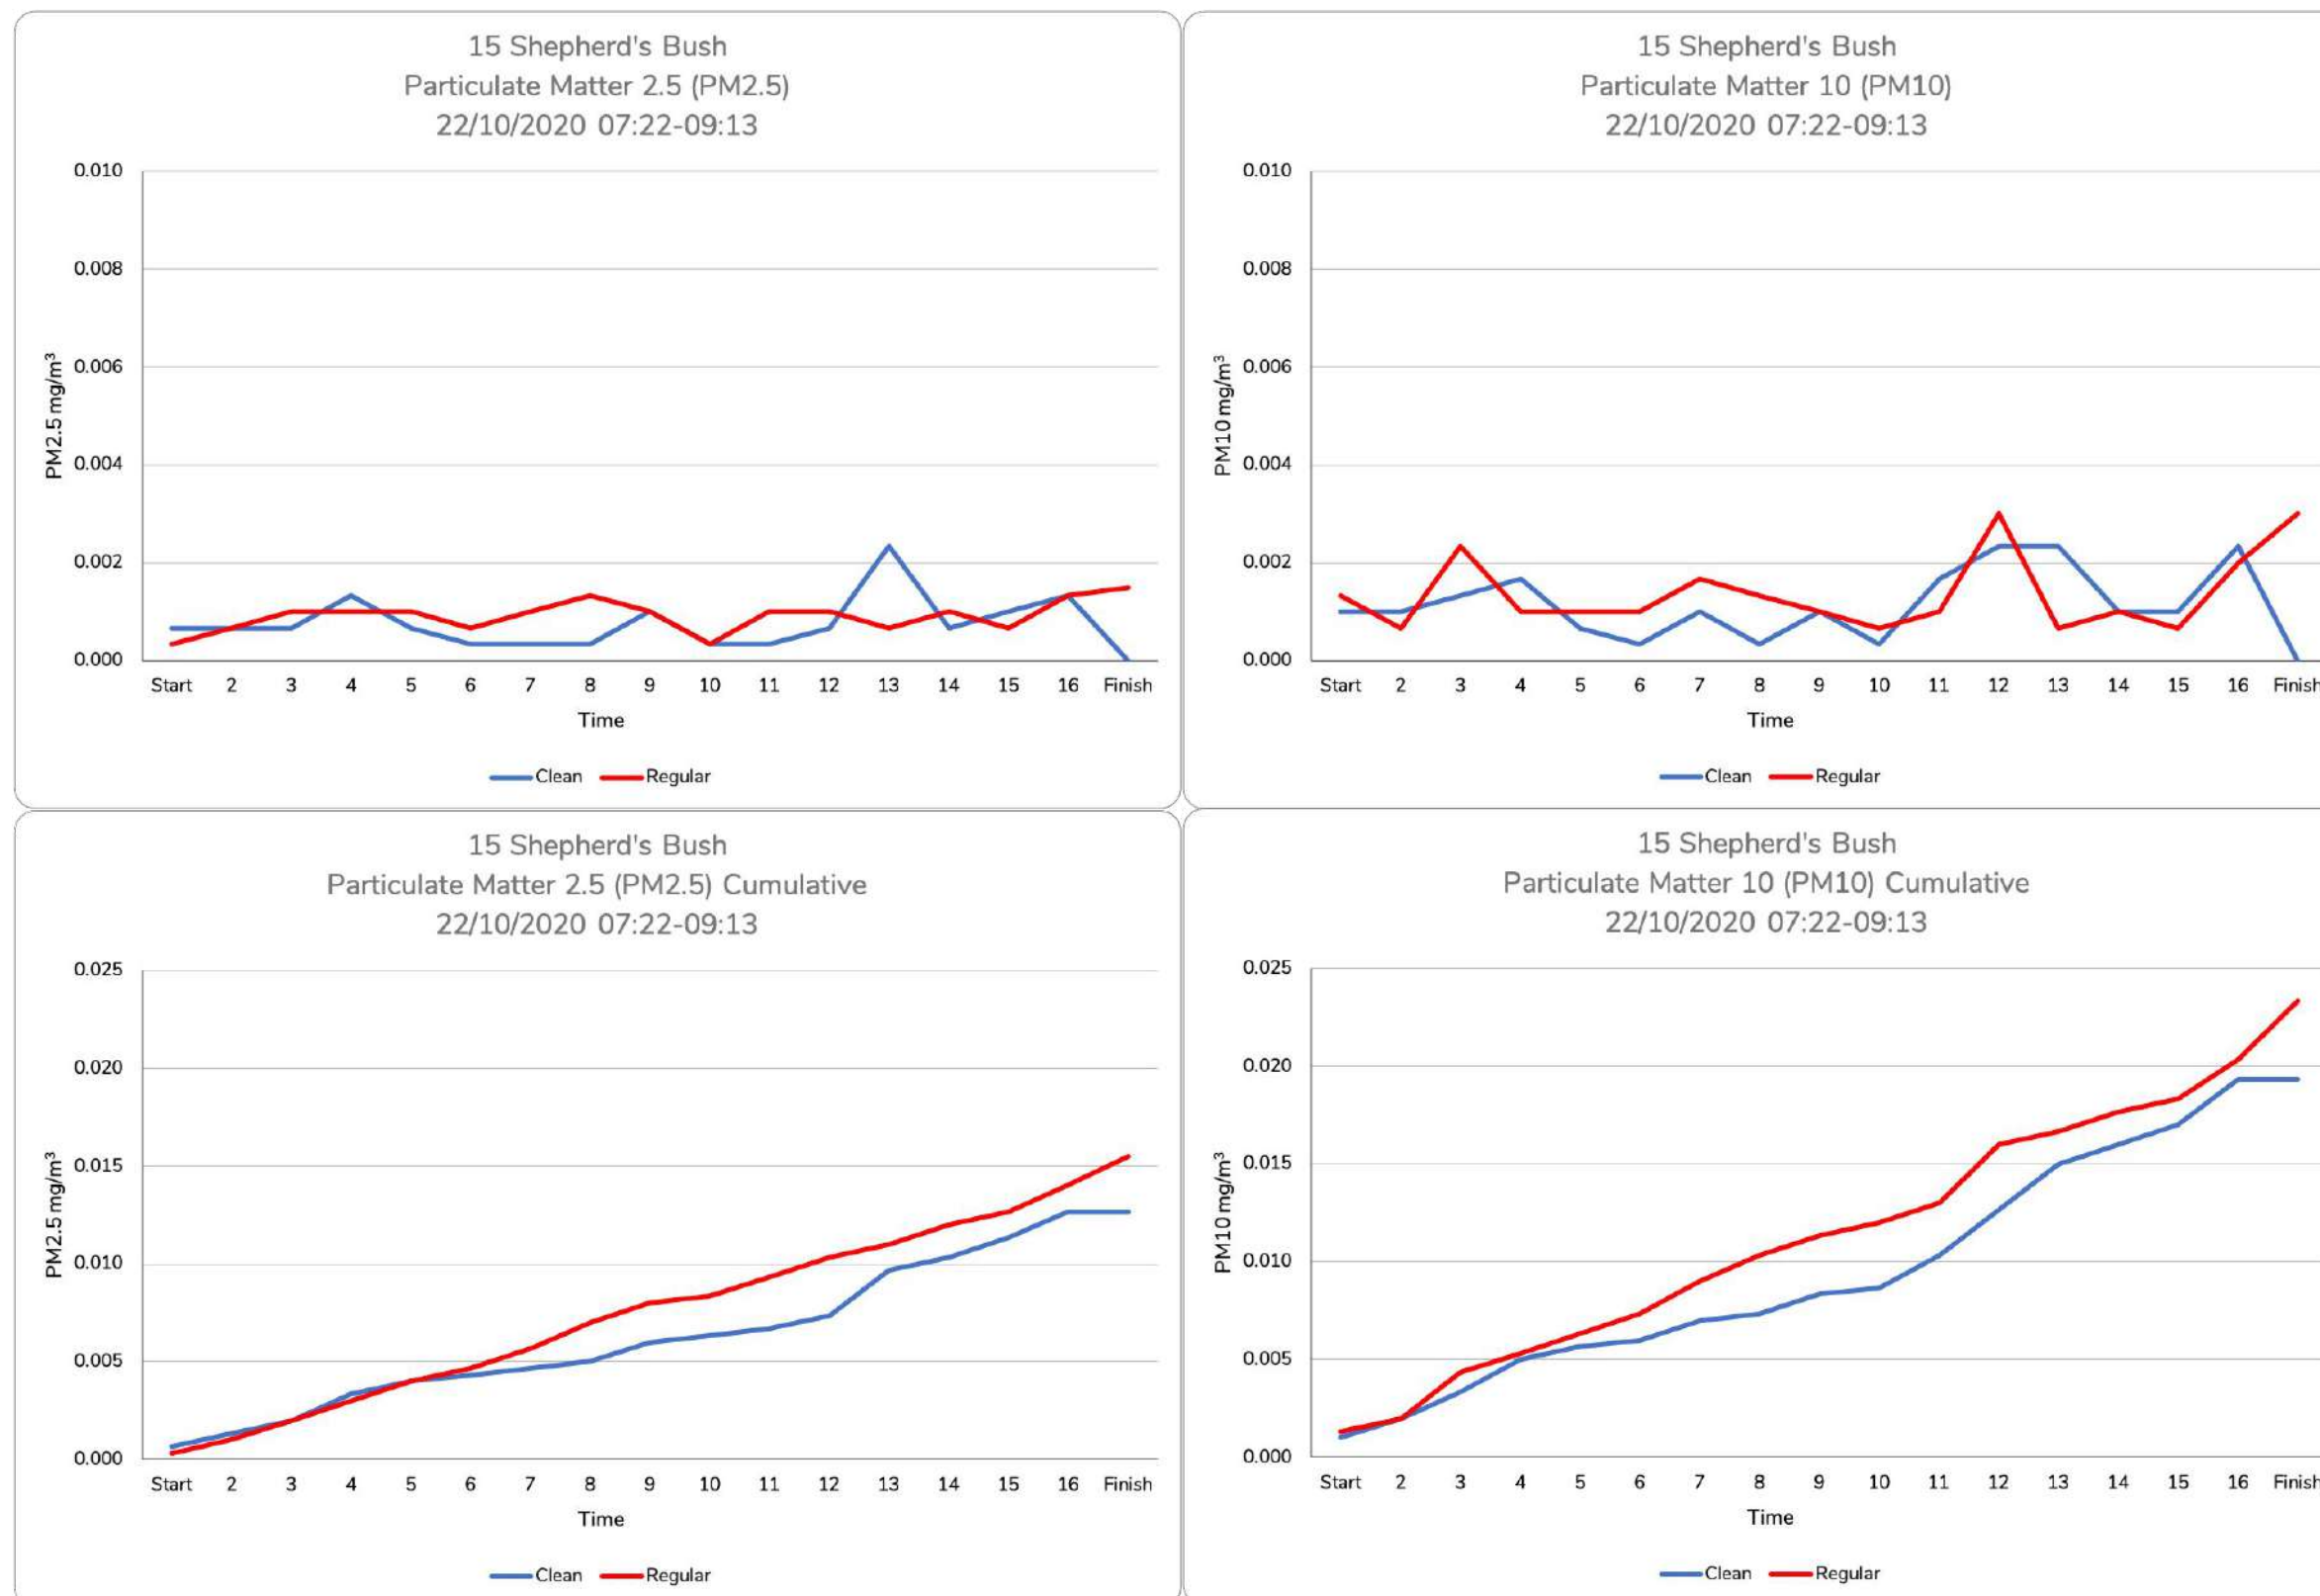 15 Shepherd's Bush
Particulate Matter 2.5 (PM2.5)
22/10/2020 07:22-09:13
PM2.5 mg/m³
0.010
0.008
0.006
0.004
0.002
0.000
Start 2 3 4 5 6 7 8 9 10 11 12 13 14 15 16 Finish
Time
Clean Regular
15 Shepherd's Bush
Particulate Matter 10 (PM10)
22/10/2020 07:22-09:13
PM10 mg/m³
0.010
0.008
0.006
0.004
0.002
0.000
Start 2 3 4 5 6 7 8 9 10 11 12 13 14 15 16 Finish
Time
Clean Regular
15 Shepherd's Bush
Particulate Matter 2.5 (PM2.5) Cumulative
22/10/2020 07:22-09:13
PM2.5 mg/m³
0.025
0.020
0.015
0.010
0.005
0.000
Start 2 3 4 5 6 7 8 9 10 11 12 13 14 15 16 Finish
Time
Clean Regular
15 Shepherd's Bush
Particulate Matter 10 (PM10) Cumulative
22/10/2020 07:22-09:13
PM10 mg/m³
0.025
0.020
0.015
0.010
0.005
0.000
Start 2 3 4 5 6 7 8 9 10 11 12 13 14 15 16 Finish
Time
Clean Regular